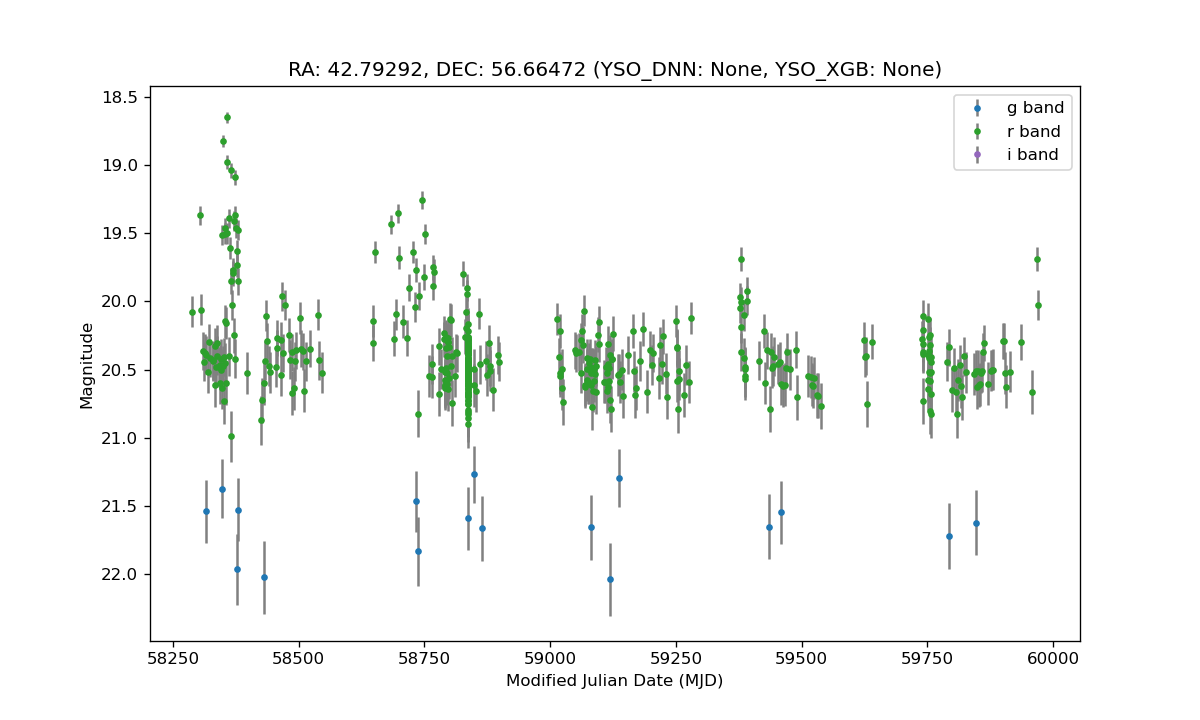 RA: 42.79292, DEC: 56.66472 (YSO_DNN: None, YSO_XGB: None)
18.5
19.0
19.5
20.0
20.5
21.0
21.5
22.0
Magnitude
g band
r band
i band
58250 58500 58750 59000 59250 59500 59750 60000
Modified Julian Date (MJD)